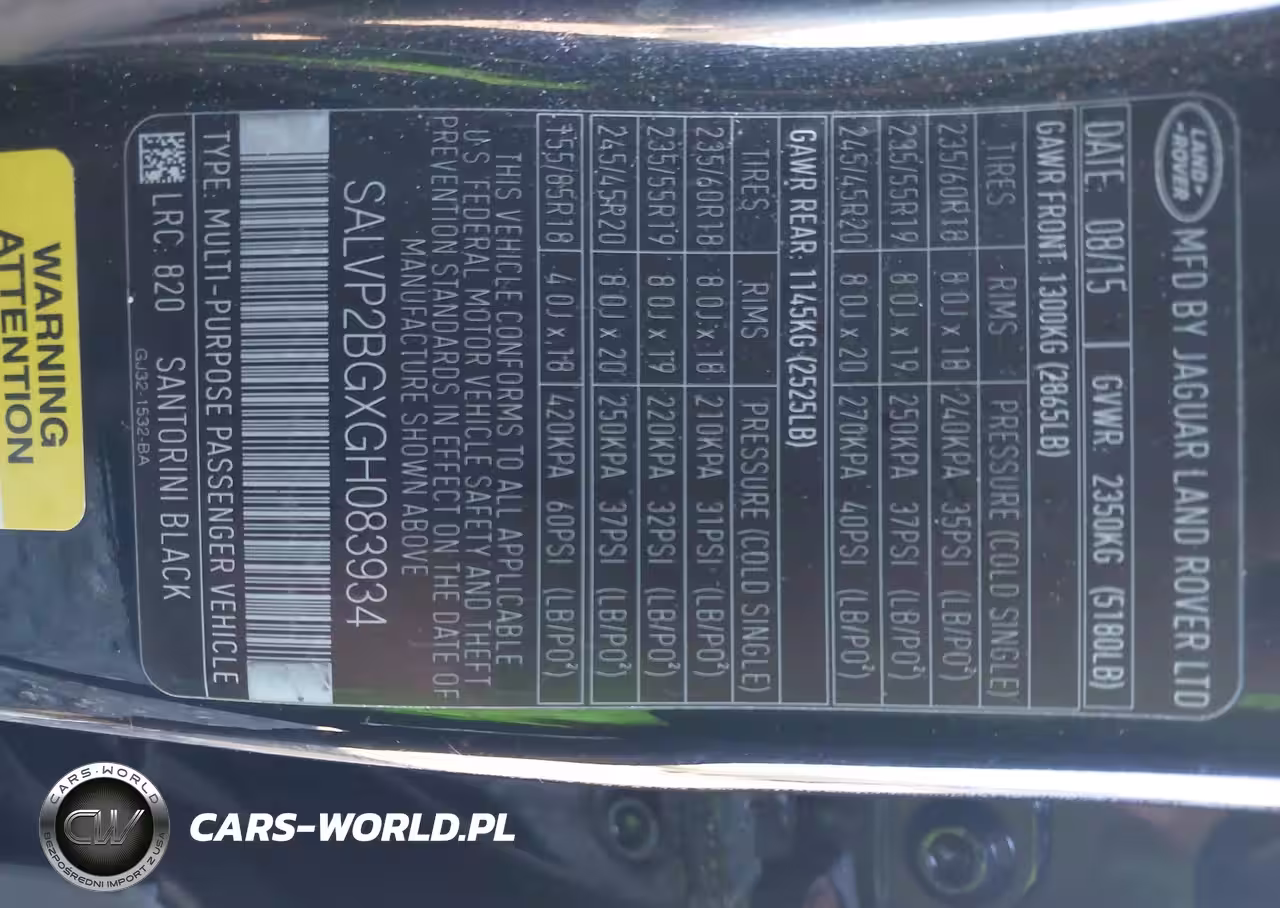 LAND-
-ROVER
MFD BY JAGUAR LAND ROVER LTD
DATE: 08/15 GVWR: 2350KG (5180LB)
GAWR FRONT: 1300KG (2865LB)
TIRES RIMS PRESSURE (COLD SINGLE)
235/60R18 8.0J x 18 240KPA 35PSI (LB/PO²)
235/55R19 8.0J x 19 250KPA 37PSI (LB/PO²)
245/45R20 8.0J x 20 270KPA 40PSI (LB/PO²)
GAWR REAR: 1145KG (2525LB)
TIRES RIMS PRESSURE (COLD SINGLE)
235/60R18 8.0J x 18 210KPA 31PSI (LB/PO²)
235/55R19 8.0J x 19 220KPA 32PSI (LB/PO²)
245/45R20 8.0J x 20 250KPA 37PSI (LB/PO²)
155/85R18 4.0J x 18 420KPA 60PSI (LB/PO²)
THIS VEHICLE CONFORMS TO ALL APPLICABLE
U.S. FEDERAL MOTOR VEHICLE SAFETY AND THEFT
PREVENTION STANDARDS IN EFFECT ON THE DATE OF
MANUFACTURE SHOWN ABOVE
SALVP2BGXGH083934
TYPE: MULTI-PURPOSE PASSENGER VEHICLE
LRC: 820 SANTORINI BLACK
GJ32-1532-BA
WARNING
ATTENTION
CARS-WORLD
CW
BEZPOŚREDNI IMPORT Z USA
CARS-WORLD.PL